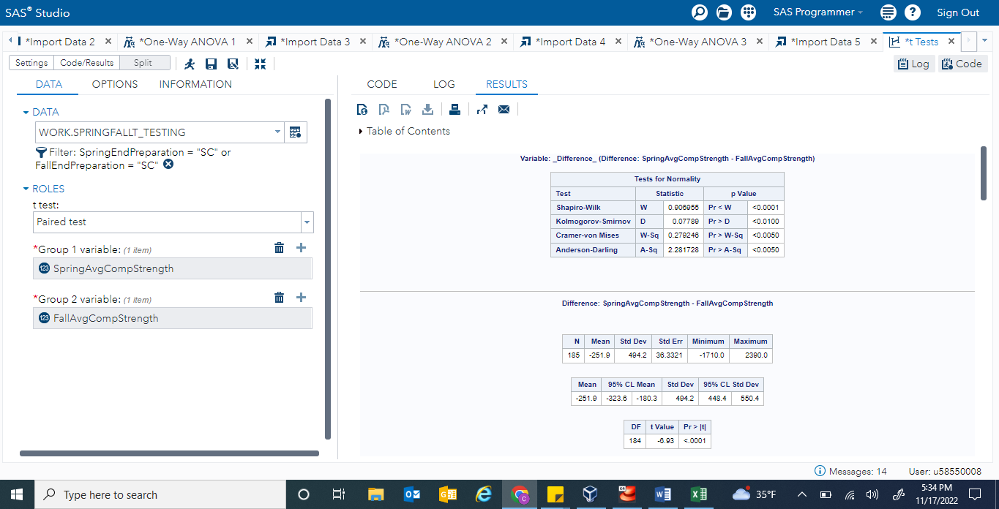 SAS® Studio
SAS Programmer
Sign Out
*Import Data 2
*One-Way ANOVA 1
*Import Data 3
*One-Way ANOVA 2
*Import Data 4
*One-Way ANOVA 3
*Import Data 5
*t Tests
Settings Code/Results Split
Log Code
DATA OPTIONS INFORMATION
DATA
WORK.SPRINGFALLT_TESTING
Filter: SpringEndPreparation = "SC" or
FallEndPreparation = "SC"
ROLES
t test:
Paired test
*Group 1 variable: (1 item)
123 SpringAvgCompStrength
*Group 2 variable: (1 item)
123 FallAvgCompStrength
CODE LOG RESULTS
Table of Contents
Variable: _Difference_ (Difference: SpringAvgCompStrength - FallAvgCompStrength)
Tests for Normality
Test Statistic p Value
Shapiro-Wilk W 0.906955 Pr < W <0.0001
Kolmogorov-Smirnov D 0.07789 Pr > D <0.0100
Cramer-von Mises W-Sq 0.279246 Pr > W-Sq <0.0050
Anderson-Darling A-Sq 2.281728 Pr > A-Sq <0.0050
Difference: SpringAvgCompStrength - FallAvgCompStrength
N Mean Std Dev Std Err Minimum Maximum
185 -251.9 494.2 36.3321 -1710.0 2390.0
Mean 95% CL Mean Std Dev 95% CL Std Dev
-251.9 -323.6 -180.3 494.2 448.4 550.4
DF t Value Pr > |t|
184 -6.93 <.0001
Messages: 14 User: u58550008
Type here to search
35°F
5:34 PM
11/17/2022